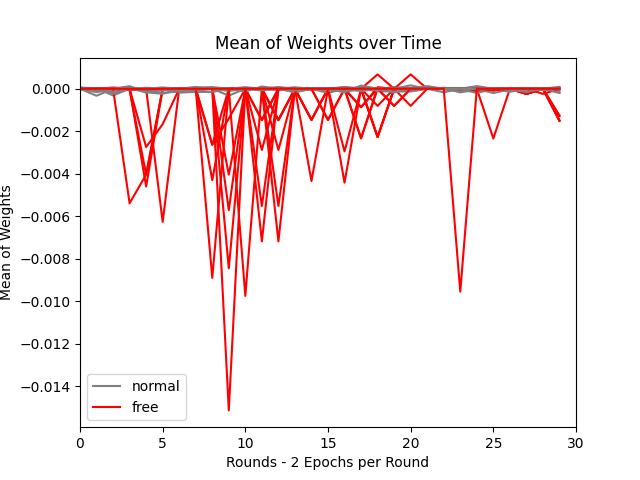 Mean of Weights over Time
Mean of Weights
0.000
−0.002
−0.004
−0.006
−0.008
−0.010
−0.012
−0.014
normal
free
0 5 10 15 20 25 30
Rounds - 2 Epochs per Round